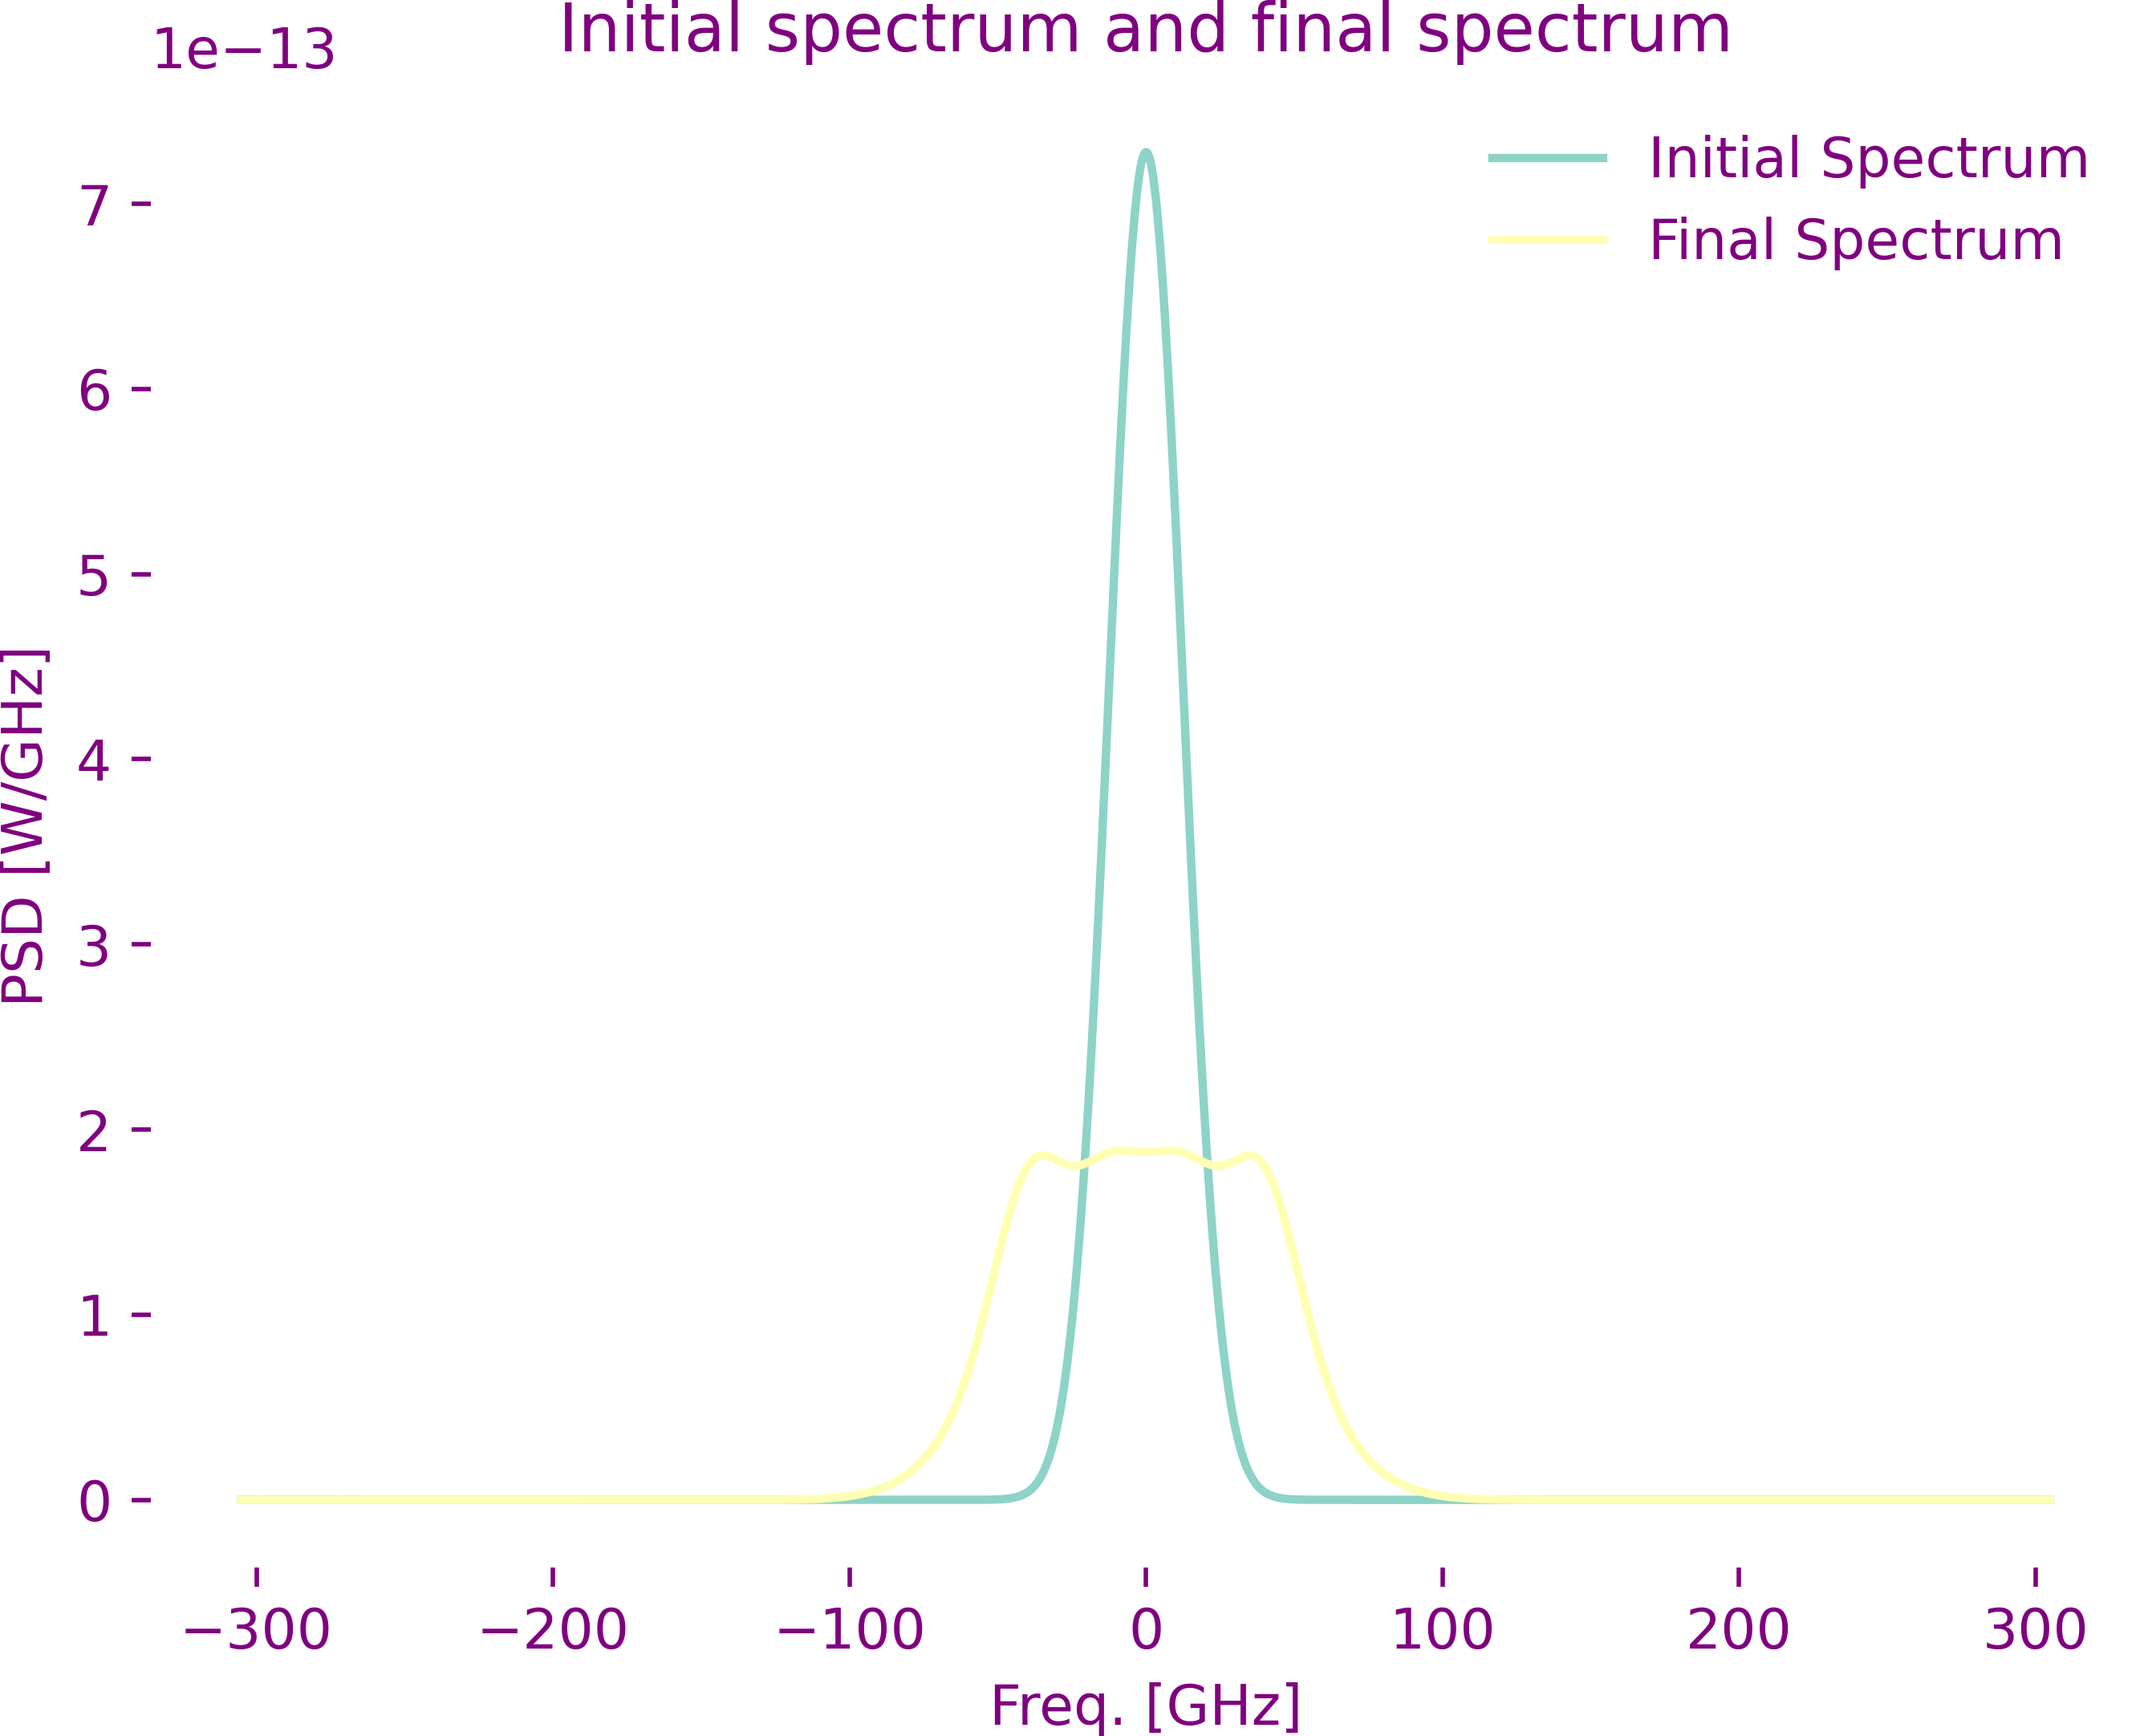 Initial spectrum and final spectrum
1e−13
Initial Spectrum
Final Spectrum
7
6
5
4
3
2
1
0
PSD [W/GHz]
−300 −200 −100 0 100 200 300
Freq. [GHz]